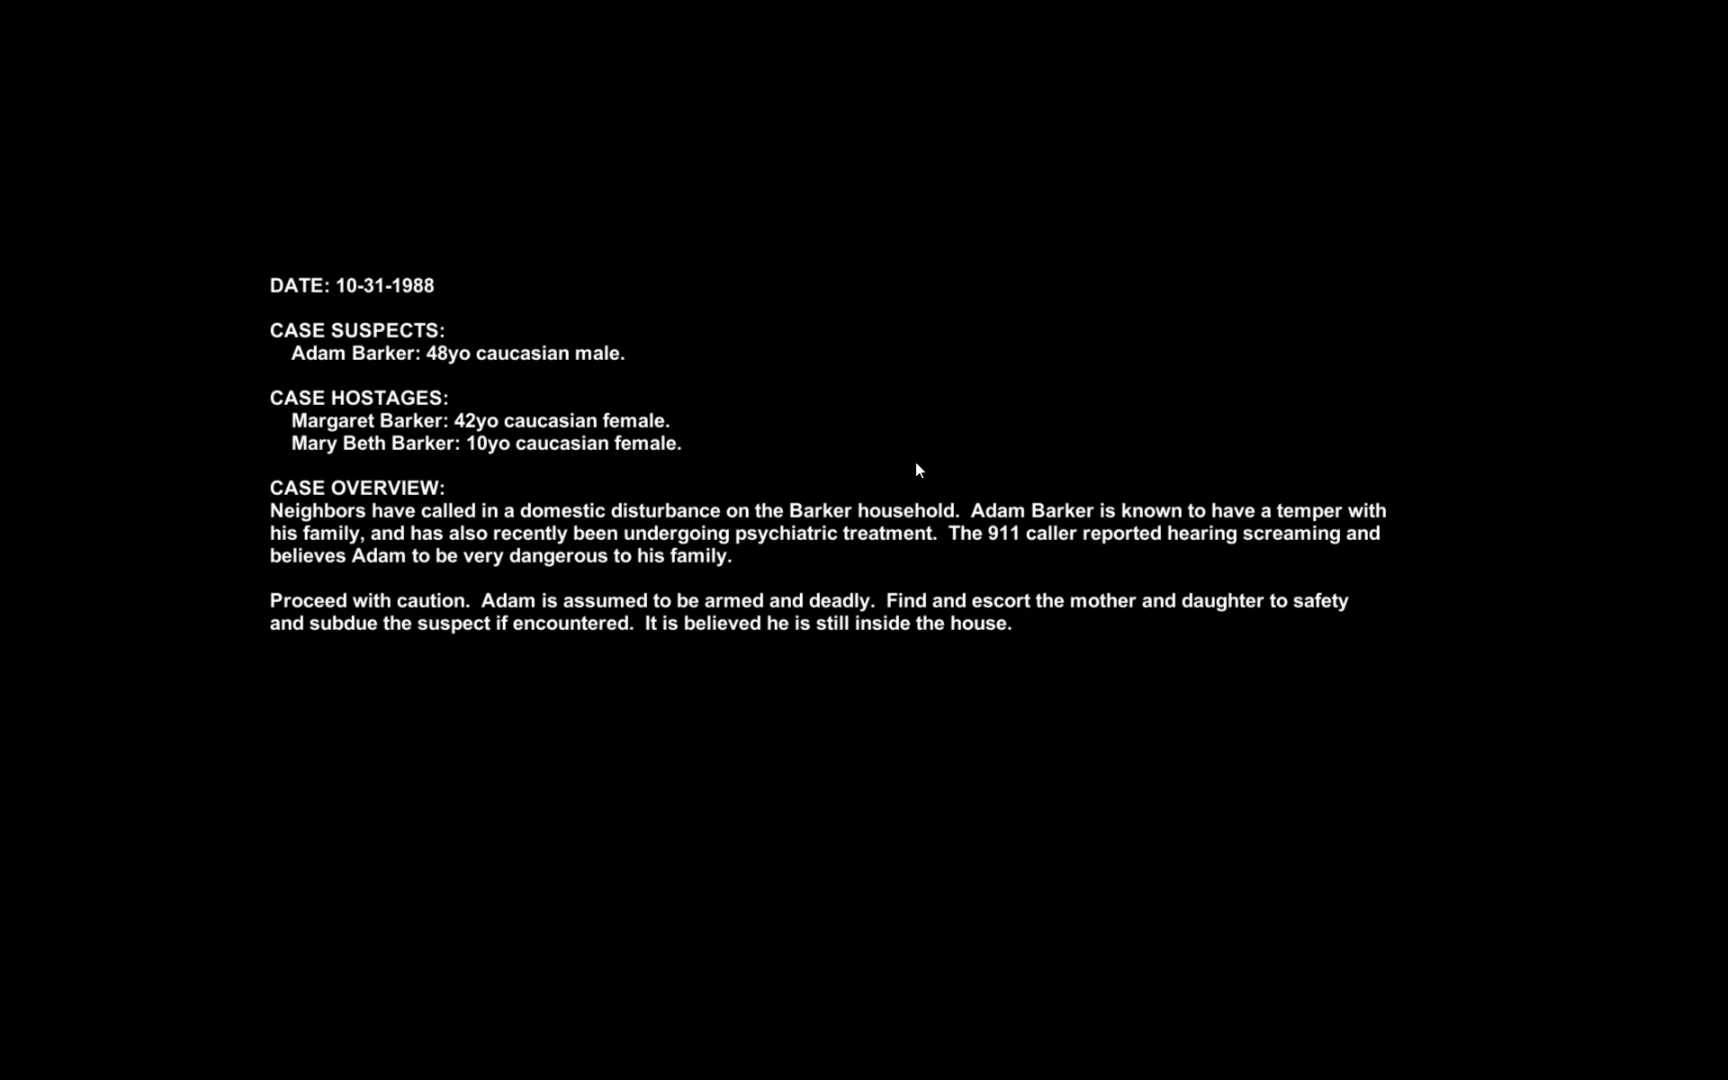 DATE: 10-31-1988
CASE SUSPECTS:
Adam Barker: 48yo caucasian male.
CASE HOSTAGES:
Margaret Barker: 42yo caucasian female.
Mary Beth Barker: 10yo caucasian female.
CASE OVERVIEW:
Neighbors have called in a domestic disturbance on the Barker household.  Adam Barker is known to have a temper with
his family, and has also recently been undergoing psychiatric treatment.  The 911 caller reported hearing screaming and
believes Adam to be very dangerous to his family.
Proceed with caution.  Adam is assumed to be armed and deadly.  Find and escort the mother and daughter to safety
and subdue the suspect if encountered.  It is believed he is still inside the house.